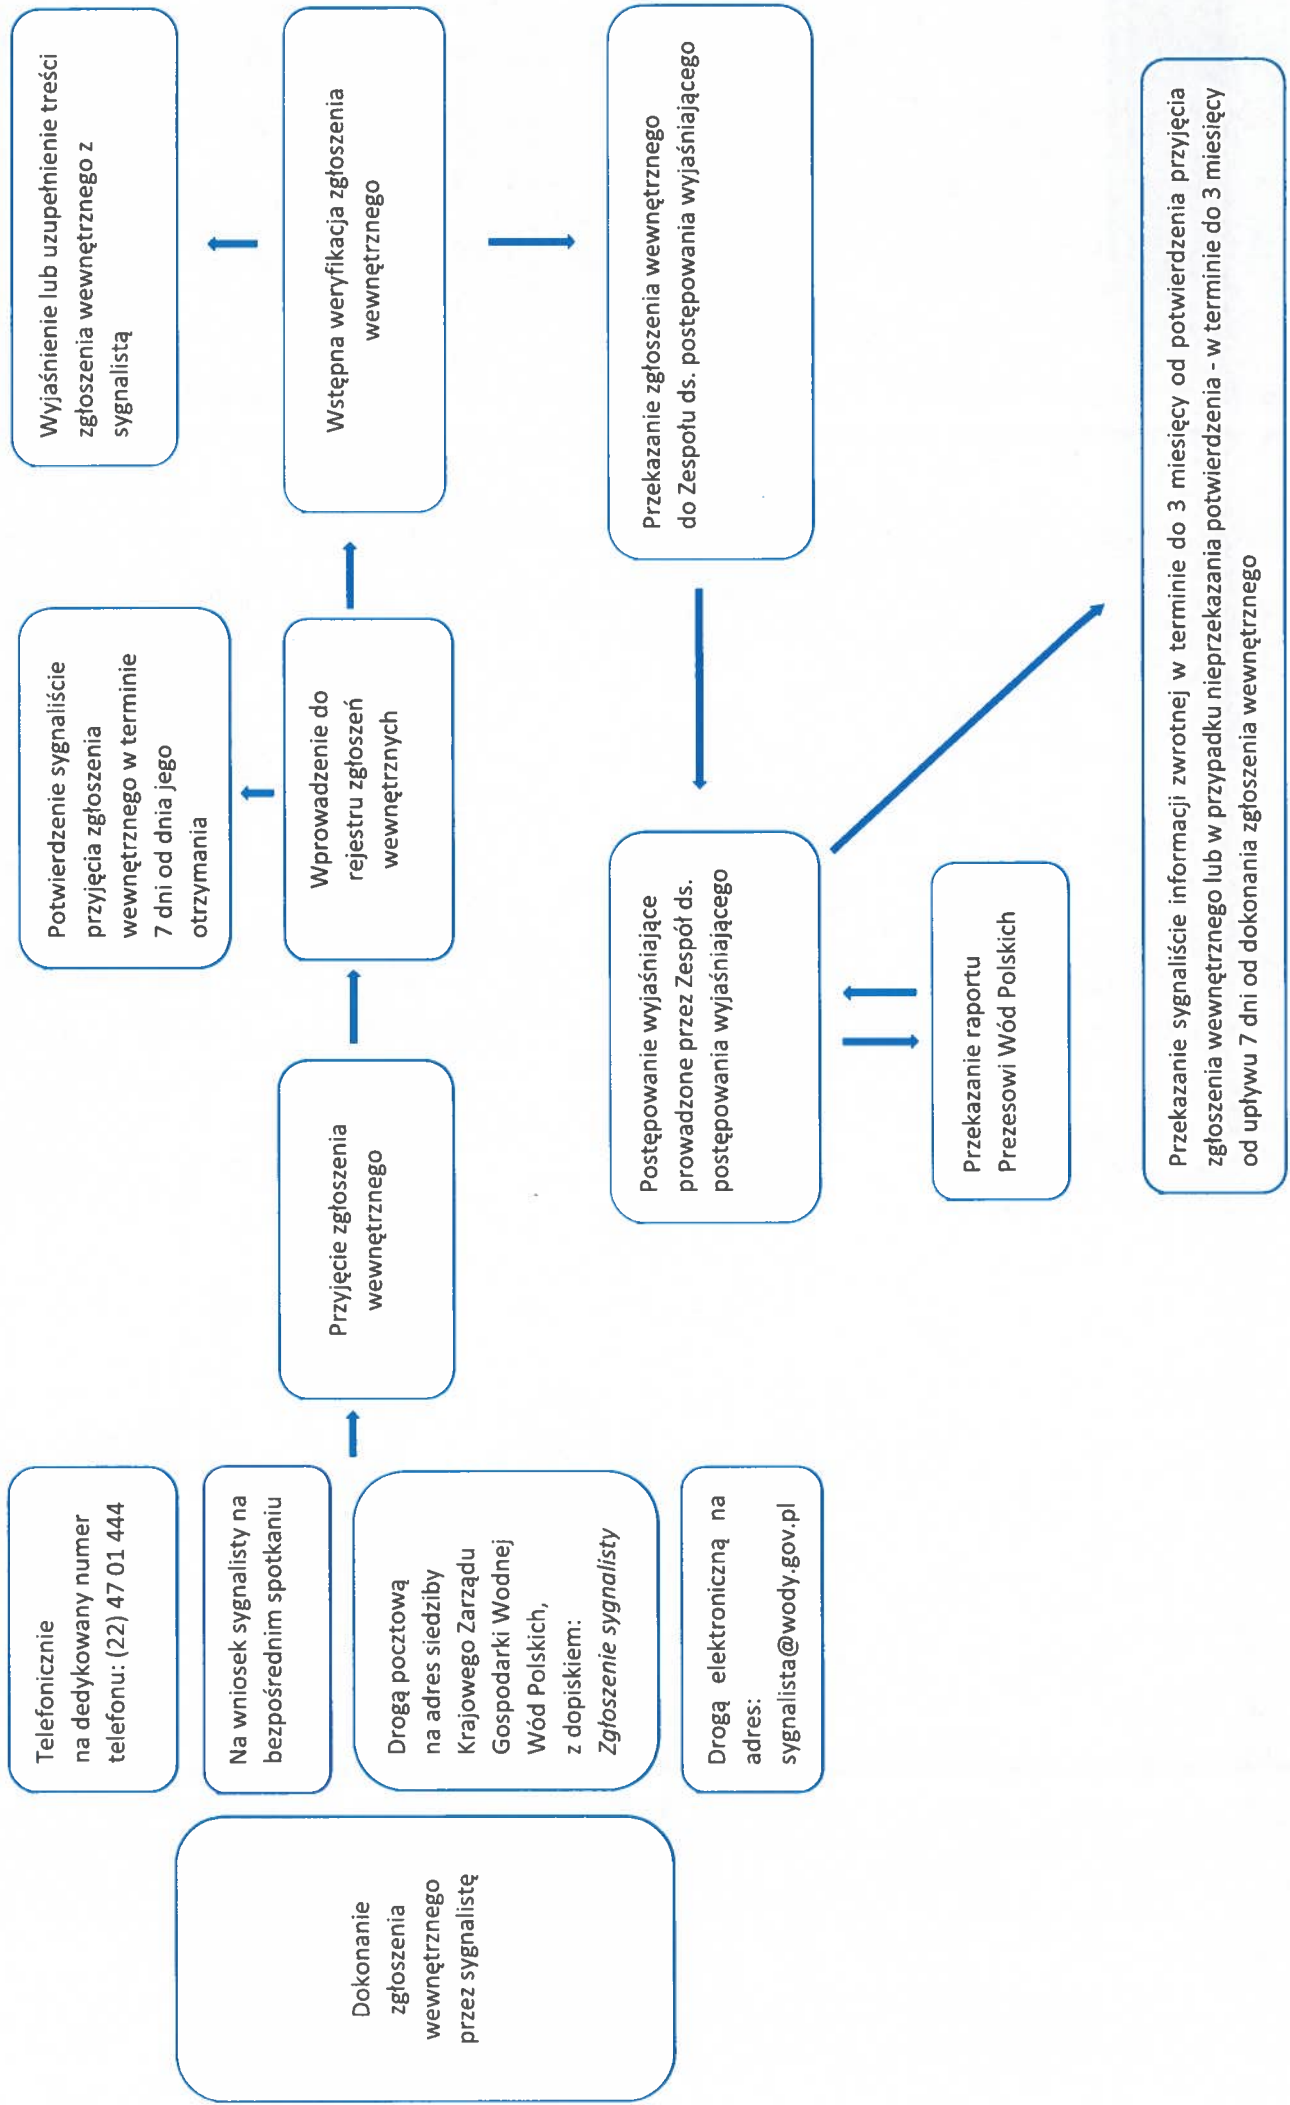 Dokonanie
zgłoszenia
wewnętrznego
przez sygnalistę
Telefonicznie
na dedykowany numer
telefonu: (22) 47 01 444
Na wniosek sygnalisty na
bezpośrednim spotkaniu
Drogą pocztową
na adres siedziby
Krajowego Zarządu
Gospodarki Wodnej
Wód Polskich,
z dopiskiem:
Zgłoszenie sygnalisty
Drogą elektroniczną na
adres:
sygnalista@wody.gov.pl
Przyjęcie zgłoszenia
wewnętrznego
Wprowadzenie do
rejestru zgłoszeń
wewnętrznych
Potwierdzenie sygnaliście
przyjęcia zgłoszenia
wewnętrznego w terminie
7 dni od dnia jego
otrzymania
Wstępna weryfikacja zgłoszenia
wewnętrznego
Wyjaśnienie lub uzupełnienie treści
zgłoszenia wewnętrznego z
sygnalistą
Przekazanie zgłoszenia wewnętrznego
do Zespołu ds. postępowania wyjaśniającego
Postępowanie wyjaśniające
prowadzone przez Zespół ds.
postępowania wyjaśniającego
Przekazanie raportu
Prezesowi Wód Polskich
Przekazanie sygnaliście informacji zwrotnej w terminie do 3 miesięcy od potwierdzenia przyjęcia
zgłoszenia wewnętrznego lub w przypadku nieprzekazania potwierdzenia - w terminie do 3 miesięcy
od upływu 7 dni od dokonania zgłoszenia wewnętrznego